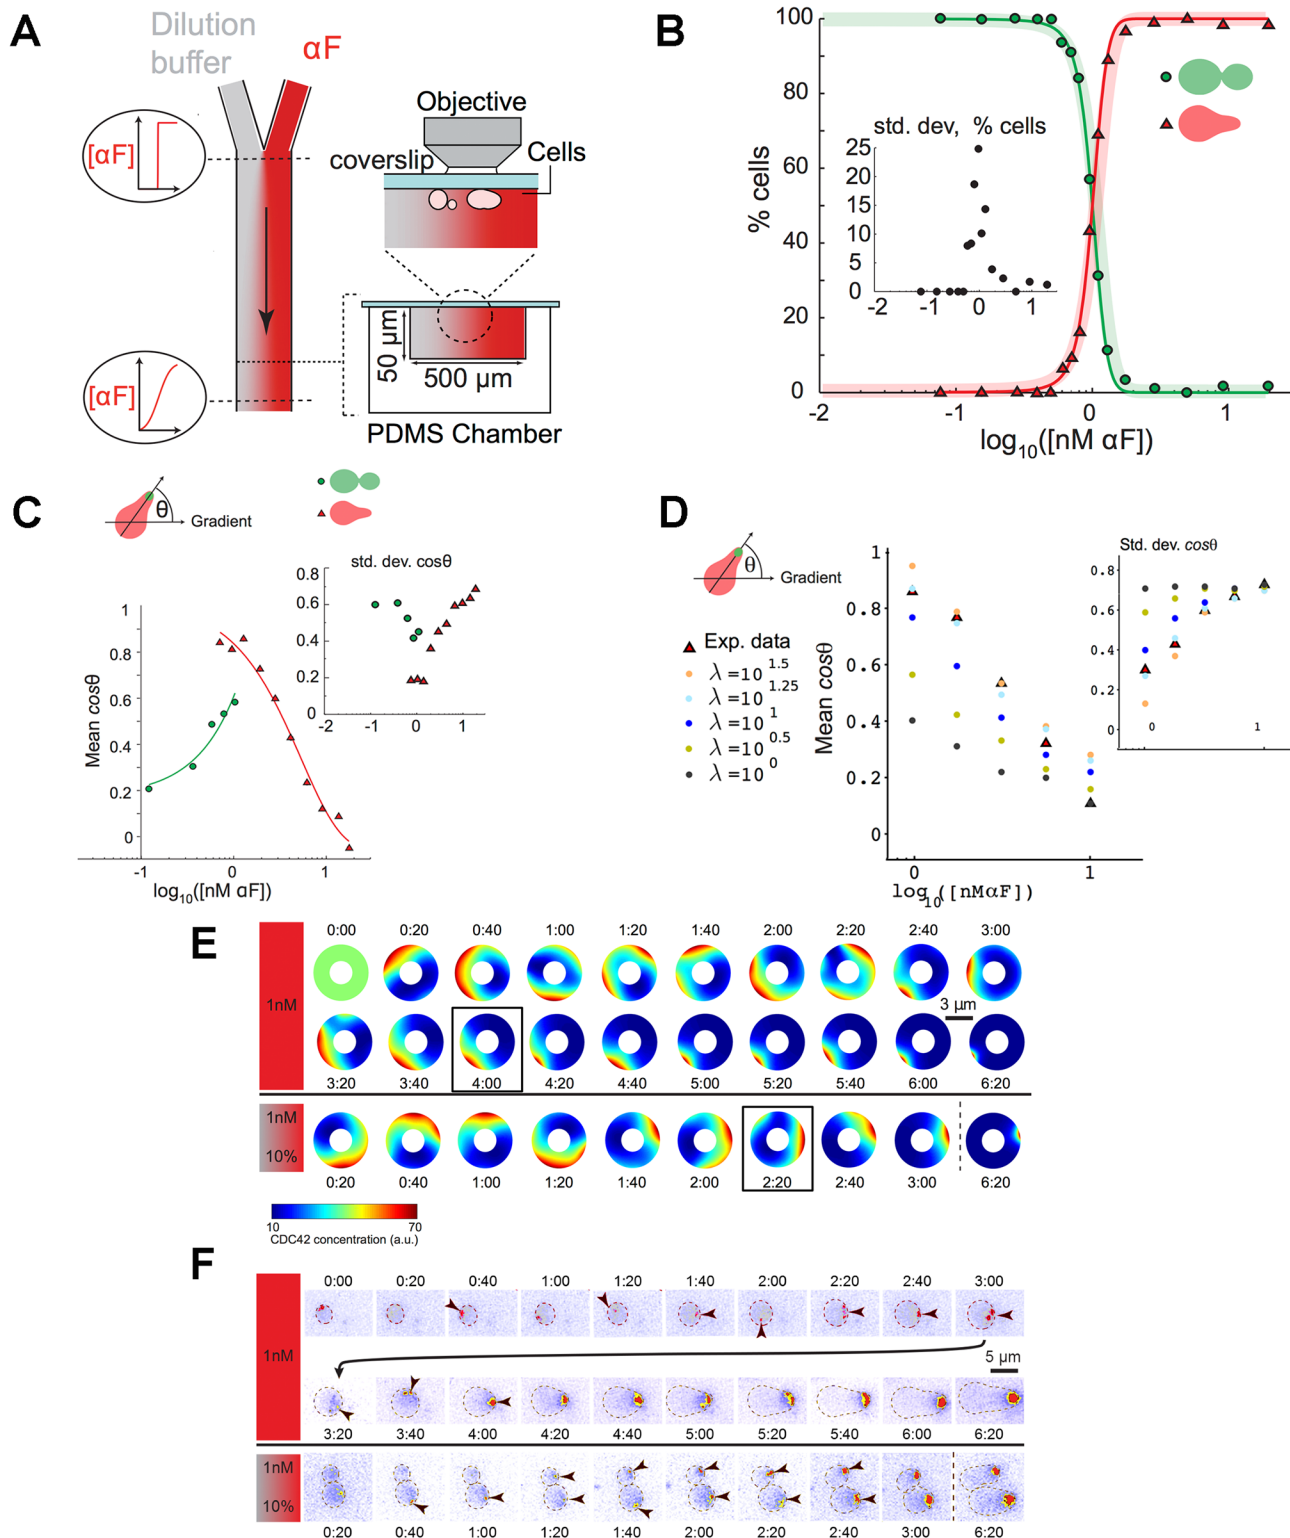 A
Dilution
buffer
αF
[αF]
[αF]
Objective
coverslip
Cells
50 µm
500 µm
PDMS Chamber
B
100
80
60
40
20
0
% cells
-2
-1
0
1
log10([nM αF])
std. dev, % cells
25
20
15
10
5
0
-2
-1
0
1
C
θ
Gradient
std. dev. cosθ
0.8
0.6
0.4
0.2
0
-2
-1
0
1
1
0.8
0.6
0.4
0.2
0
Mean cosθ
-1
0
1
log10([nM αF])
D
θ
Gradient
Exp. data
λ =10 1.5
λ =10 1.25
λ =10 1
λ =10 0.5
λ =10 0
1
0.8
0.6
0.4
0.2
0
Mean cosθ
0
1
log10([nMαF])
Std. dev. cosθ
0.8
0.6
0.4
0.2
0
0
1
E
1nM
0:00 0:20 0:40 1:00 1:20 1:40 2:00 2:20 2:40 3:00
3 µm
3:20 3:40 4:00 4:20 4:40 5:00 5:20 5:40 6:00 6:20
1nM
10%
0:20 0:40 1:00 1:20 1:40 2:00 2:20 2:40 3:00 6:20
10 70
CDC42 concentration (a.u.)
F
1nM
0:00 0:20 0:40 1:00 1:20 1:40 2:00 2:20 2:40 3:00
5 µm
3:20 3:40 4:00 4:20 4:40 5:00 5:20 5:40 6:00 6:20
1nM
10%
0:20 0:40 1:00 1:20 1:40 2:00 2:20 2:40 3:00 6:20